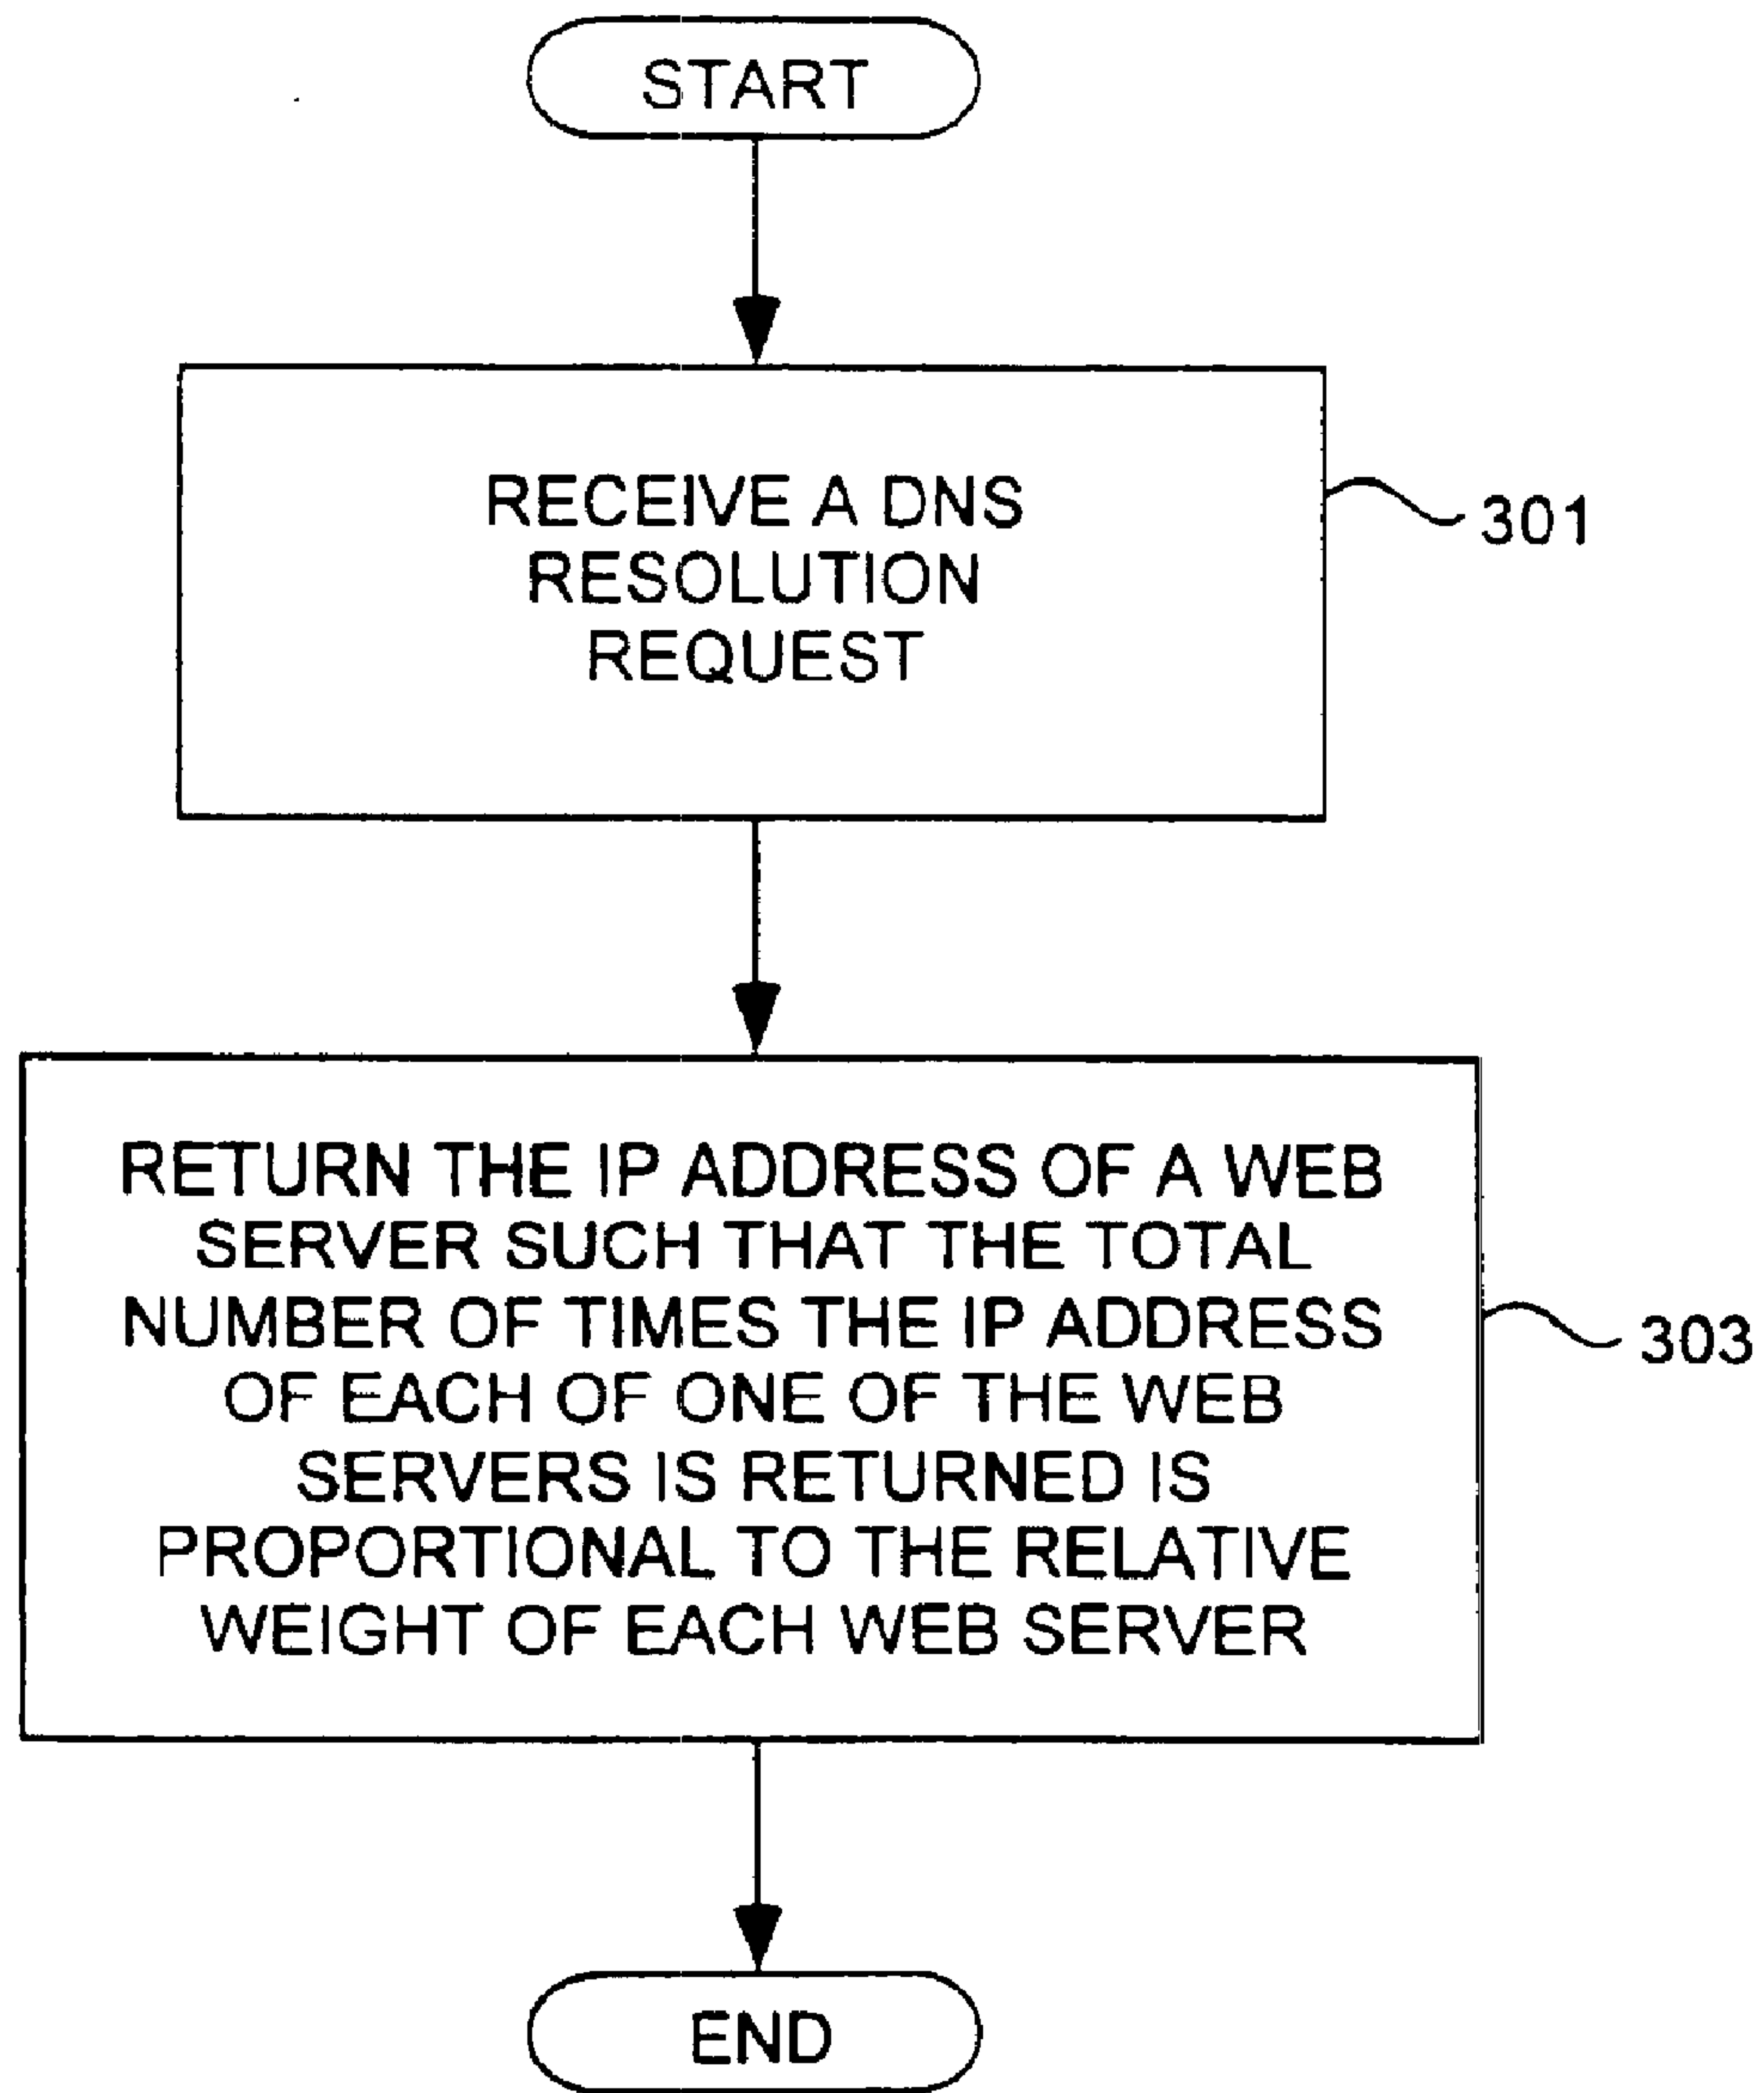 START
RECEIVE A DNS
RESOLUTION
REQUEST
301
RETURN THE IP ADDRESS OF A WEB
SERVER SUCH THAT THE TOTAL
NUMBER OF TIMES THE IP ADDRESS
OF EACH OF ONE OF THE WEB
SERVERS IS RETURNED IS
PROPORTIONAL TO THE RELATIVE
WEIGHT OF EACH WEB SERVER
303
END